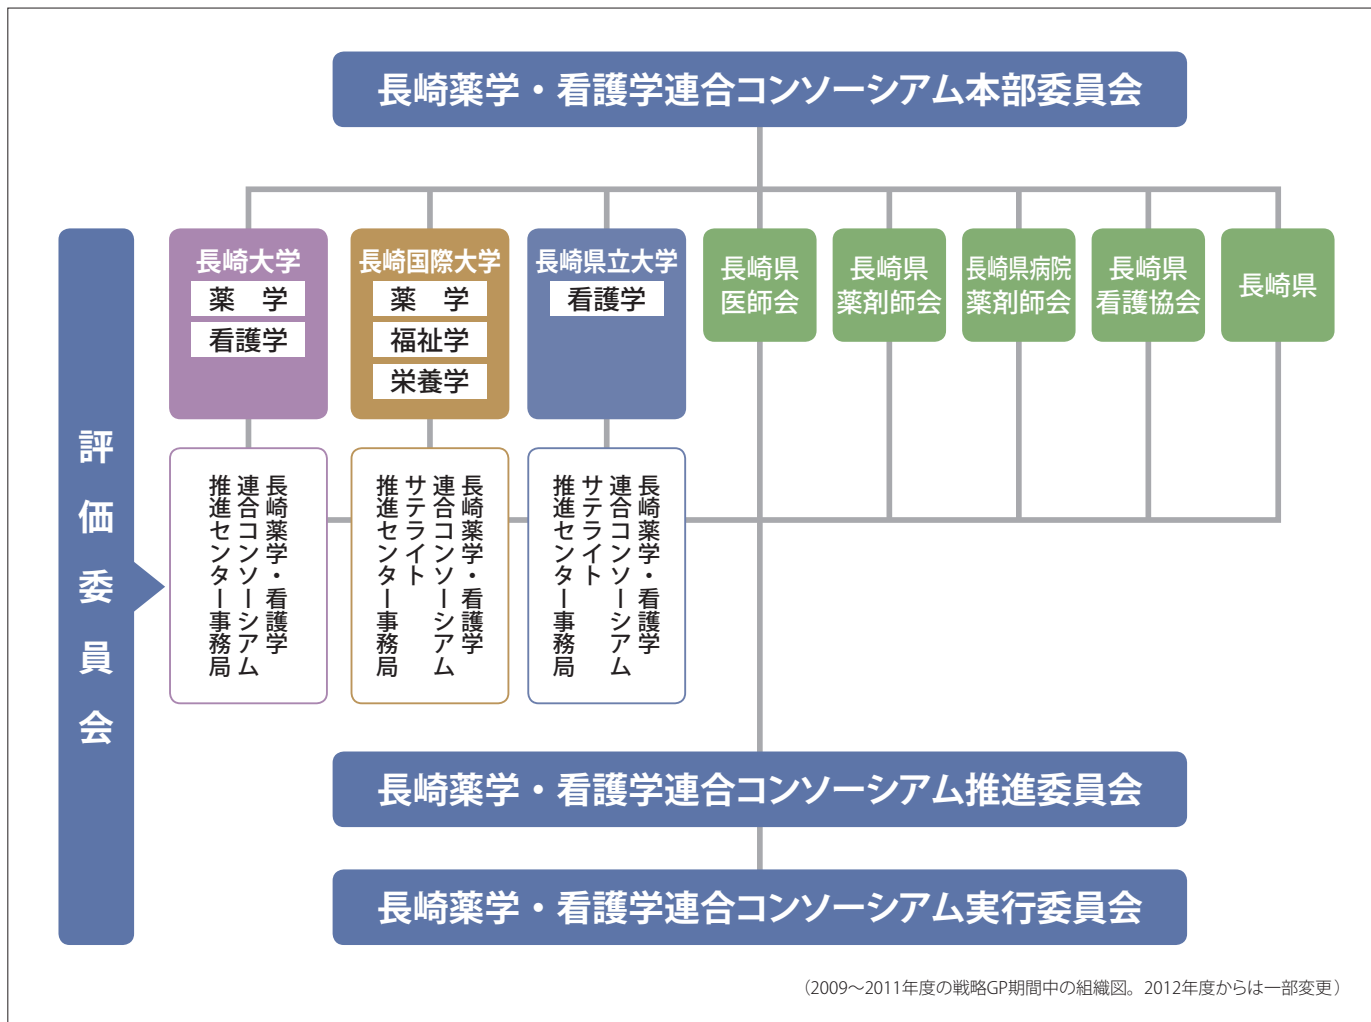 長崎薬学・看護学連合コンソーシアム本部委員会
評価委員会
長崎大学
薬　学
看護学
長崎国際大学
薬　学
福祉学
栄養学
長崎県立大学
看護学
長崎県
医師会
長崎県
薬剤師会
長崎県病院
薬剤師会
長崎県
看護協会
長崎県
長崎薬学・看護学
連合コンソーシアム
推進センター事務局
長崎薬学・看護学
連合コンソーシアム
サテライト
推進センター事務局
長崎薬学・看護学
連合コンソーシアム
サテライト
推進センター事務局
長崎薬学・看護学連合コンソーシアム推進委員会
長崎薬学・看護学連合コンソーシアム実行委員会
（2009～2011年度の戦略GP期間中の組織図。2012年度からは一部変更）